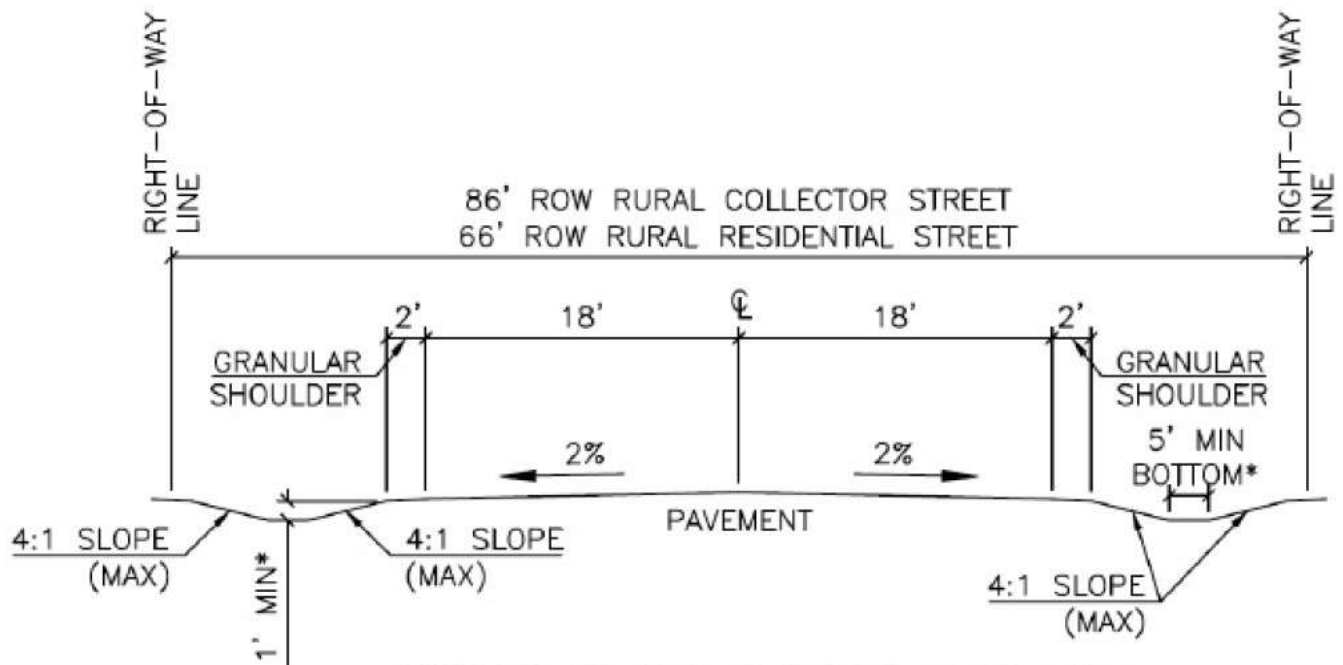 RIGHT-OF-WAY
LINE
RIGHT-OF-WAY
LINE
86' ROW RURAL COLLECTOR STREET
66' ROW RURAL RESIDENTIAL STREET
2'
18'
℄
18'
2'
GRANULAR
SHOULDER
GRANULAR
SHOULDER
2%
2%
5' MIN
BOTTOM*
PAVEMENT
4:1 SLOPE
(MAX)
4:1 SLOPE
(MAX)
1' MIN*
4:1 SLOPE
(MAX)